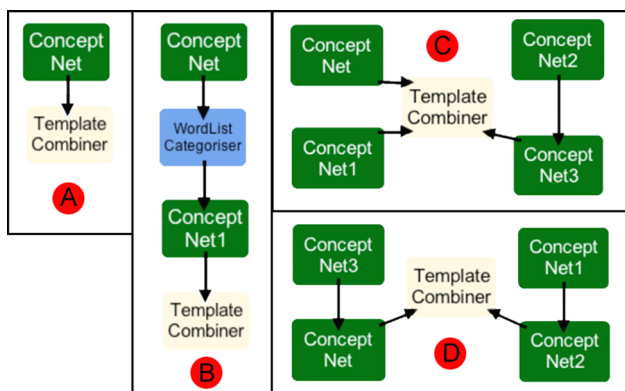 Concept
Net
Template
Combiner
A
Concept
Net
WordList
Categoriser
Concept
Net1
Template
Combiner
B
Concept
Net
C
Concept
Net2
Template
Combiner
Concept
Net1
Concept
Net3
Concept
Net3
Template
Combiner
Concept
Net1
Concept
Net
D
Concept
Net2